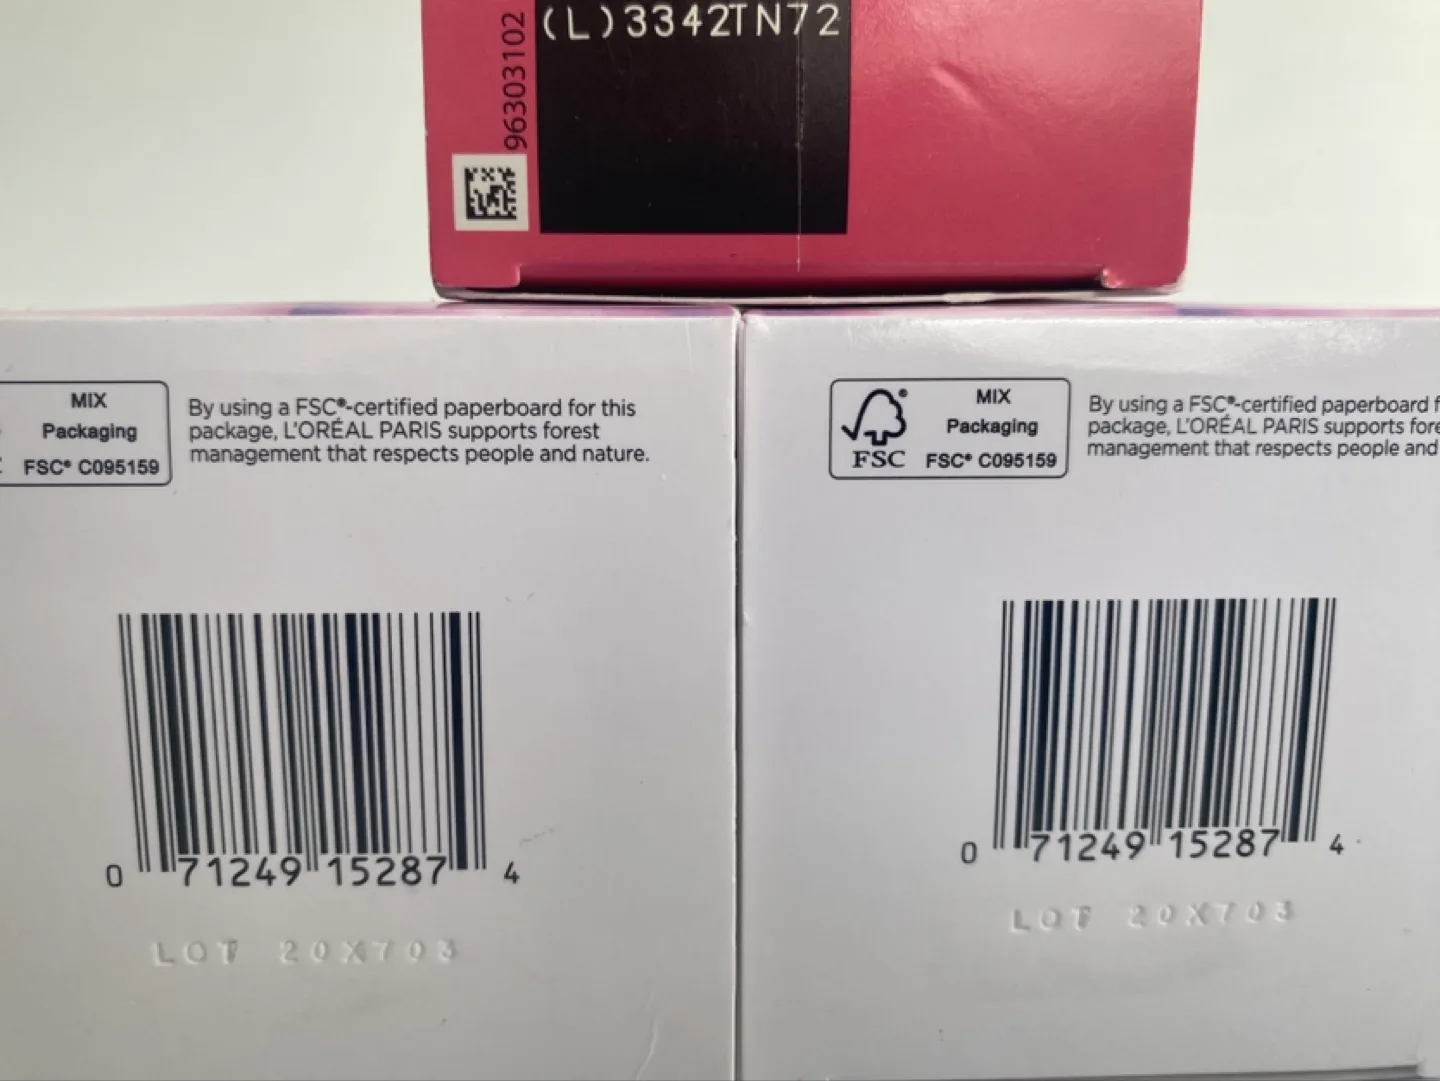 (L)3342TN72
96303102
MIX
Packaging
FSC® C095159
By using a FSC®-certified paperboard for this
package, L'ORÉAL PARIS supports forest
management that respects people and nature.
0 71249 15287 4
LOT 20X703
FSC
MIX
Packaging
FSC® C095159
By using a FSC®-certified paperboard f
package, L'ORÉAL PARIS supports fore
management that respects people and
0 71249 15287 4
LOT 20X703